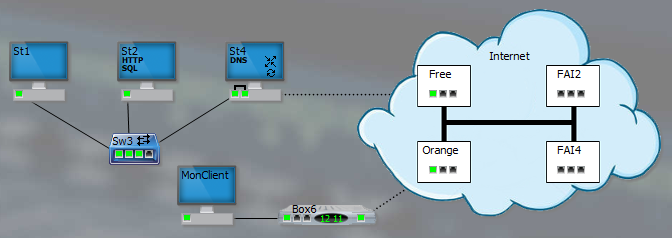 St1
St2
HTTP
SQL
St4
DNS
Internet
Free
FAI2
Sw3
Orange
FAI4
MonClient
Box6
12 11